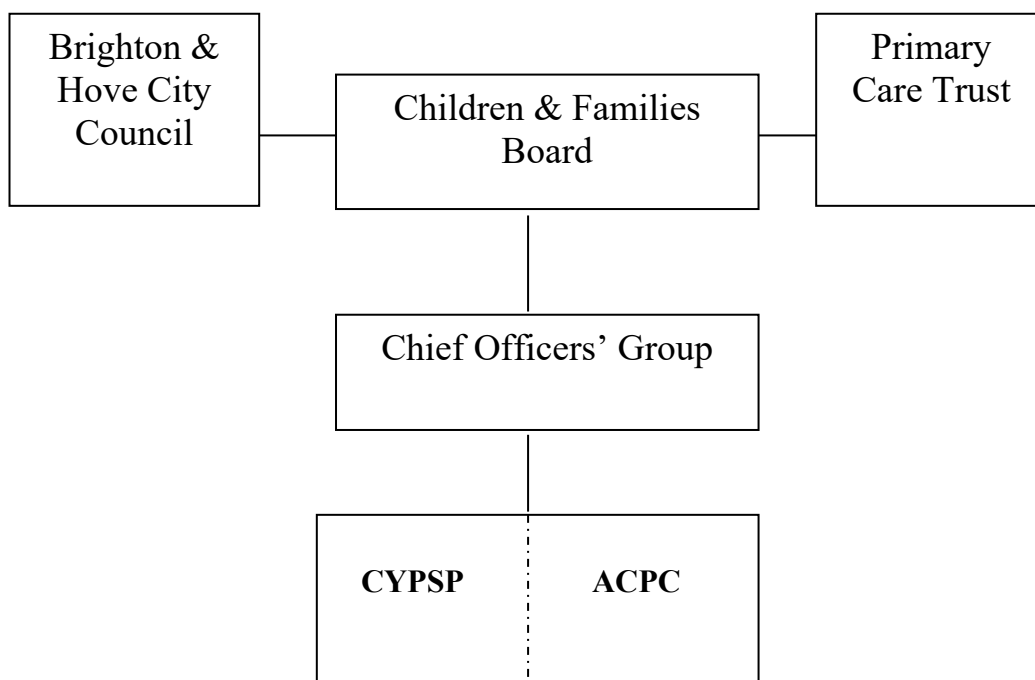 Brighton &
Hove City
Council
Children & Families
Board
Primary
Care Trust
Chief Officers’ Group
CYPSP
ACPC